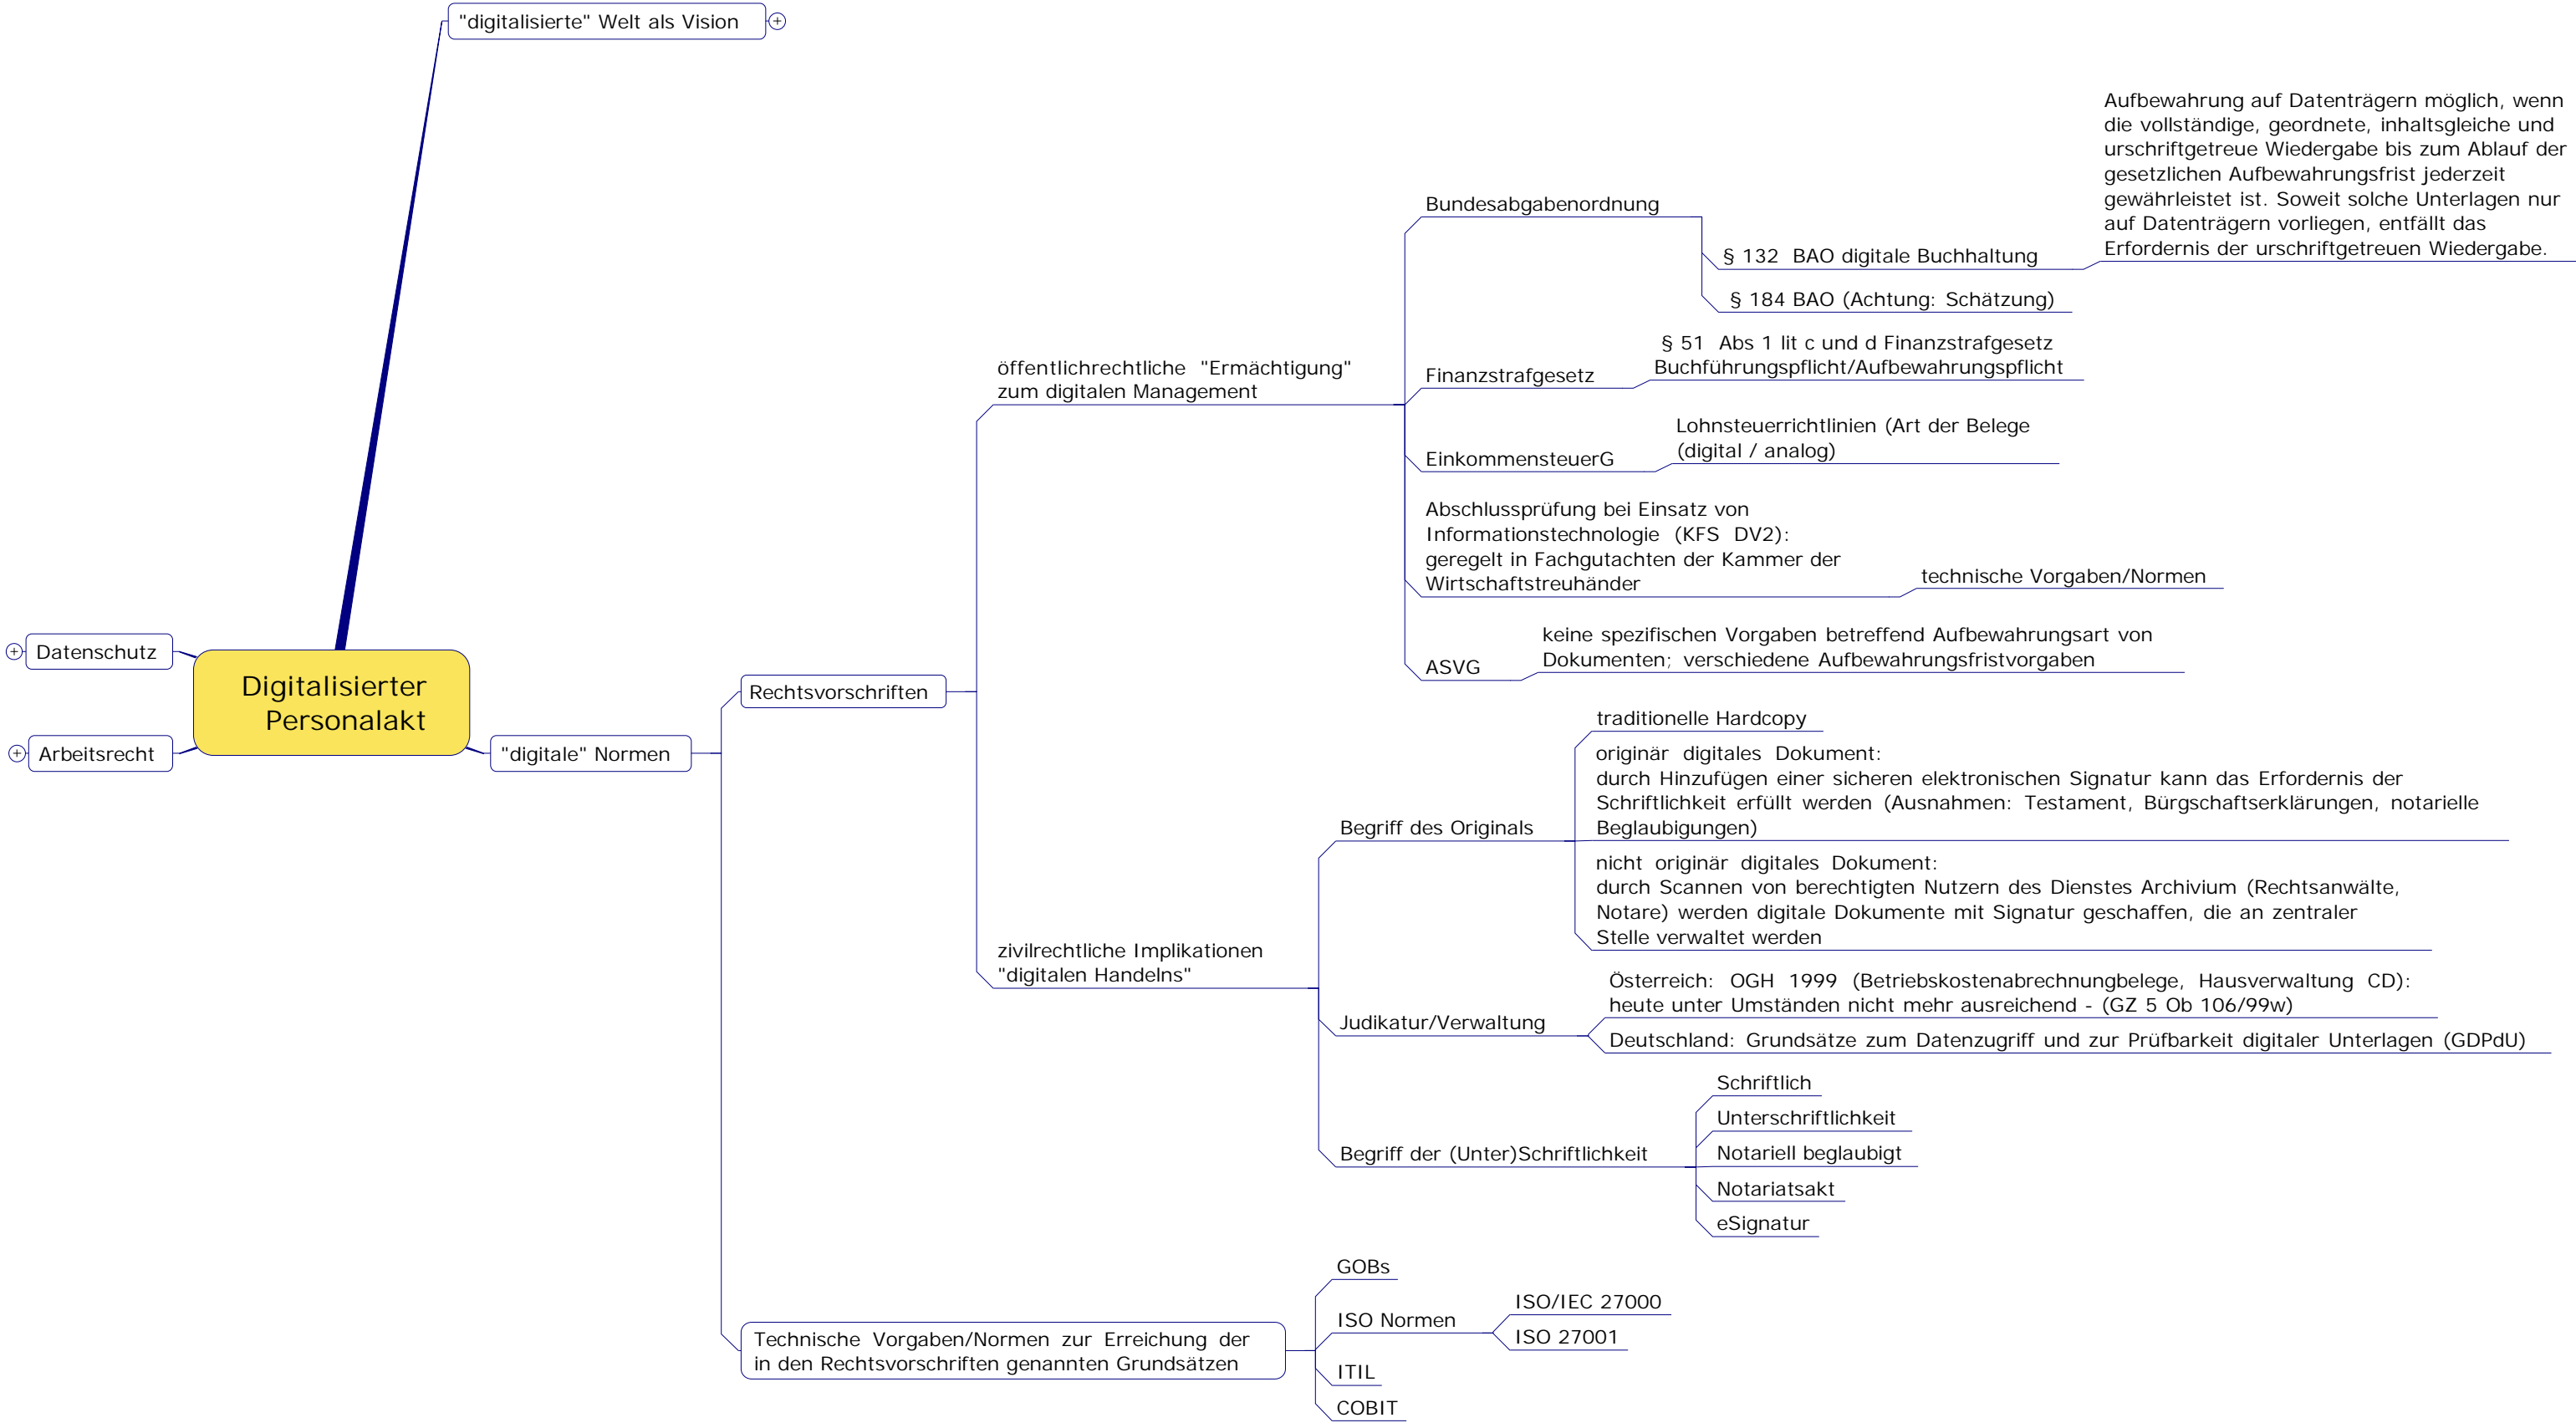 "digitalisierte" Welt als Vision
Datenschutz
Arbeitsrecht
Digitalisierter
Personalakt
"digitale" Normen
Rechtsvorschriften
öffentlichrechtliche "Ermächtigung"
zum digitalen Management
Bundesabgabenordnung
§ 132 BAO digitale Buchhaltung
Aufbewahrung auf Datenträgern möglich, wenn
die vollständige, geordnete, inhaltsgleiche und
urschriftgetreue Wiedergabe bis zum Ablauf der
gesetzlichen Aufbewahrungsfrist jederzeit
gewährleistet ist. Soweit solche Unterlagen nur
auf Datenträgern vorliegen, entfällt das
Erfordernis der urschriftgetreuen Wiedergabe.
§ 184 BAO (Achtung: Schätzung)
Finanzstrafgesetz
§ 51 Abs 1 lit c und d Finanzstrafgesetz
Buchführungspflicht/Aufbewahrungspflicht
EinkommensteuerG
Lohnsteuerrichtlinien (Art der Belege
(digital / analog)
Abschlussprüfung bei Einsatz von
Informationstechnologie (KFS DV2):
geregelt in Fachgutachten der Kammer der
Wirtschaftstreuhänder
technische Vorgaben/Normen
ASVG
keine spezifischen Vorgaben betreffend Aufbewahrungsart von
Dokumenten; verschiedene Aufbewahrungsfristvorgaben
zivilrechtliche Implikationen
"digitalen Handelns"
Begriff des Originals
traditionelle Hardcopy
originär digitales Dokument:
durch Hinzufügen einer sicheren elektronischen Signatur kann das Erfordernis der
Schriftlichkeit erfüllt werden (Ausnahmen: Testament, Bürgschaftserklärungen, notarielle
Beglaubigungen)
nicht originär digitales Dokument:
durch Scannen von berechtigten Nutzern des Dienstes Archivium (Rechtsanwälte,
Notare) werden digitale Dokumente mit Signatur geschaffen, die an zentraler
Stelle verwaltet werden
Judikatur/Verwaltung
Österreich: OGH 1999 (Betriebskostenabrechnungbelege, Hausverwaltung CD):
heute unter Umständen nicht mehr ausreichend - (GZ 5 Ob 106/99w)
Deutschland: Grundsätze zum Datenzugriff und zur Prüfbarkeit digitaler Unterlagen (GDPdU)
Begriff der (Unter)Schriftlichkeit
Schriftlich
Unterschriftlichkeit
Notariell beglaubigt
Notariatsakt
eSignatur
Technische Vorgaben/Normen zur Erreichung der
in den Rechtsvorschriften genannten Grundsätzen
GOBs
ISO Normen
ISO/IEC 27000
ISO 27001
ITIL
COBIT